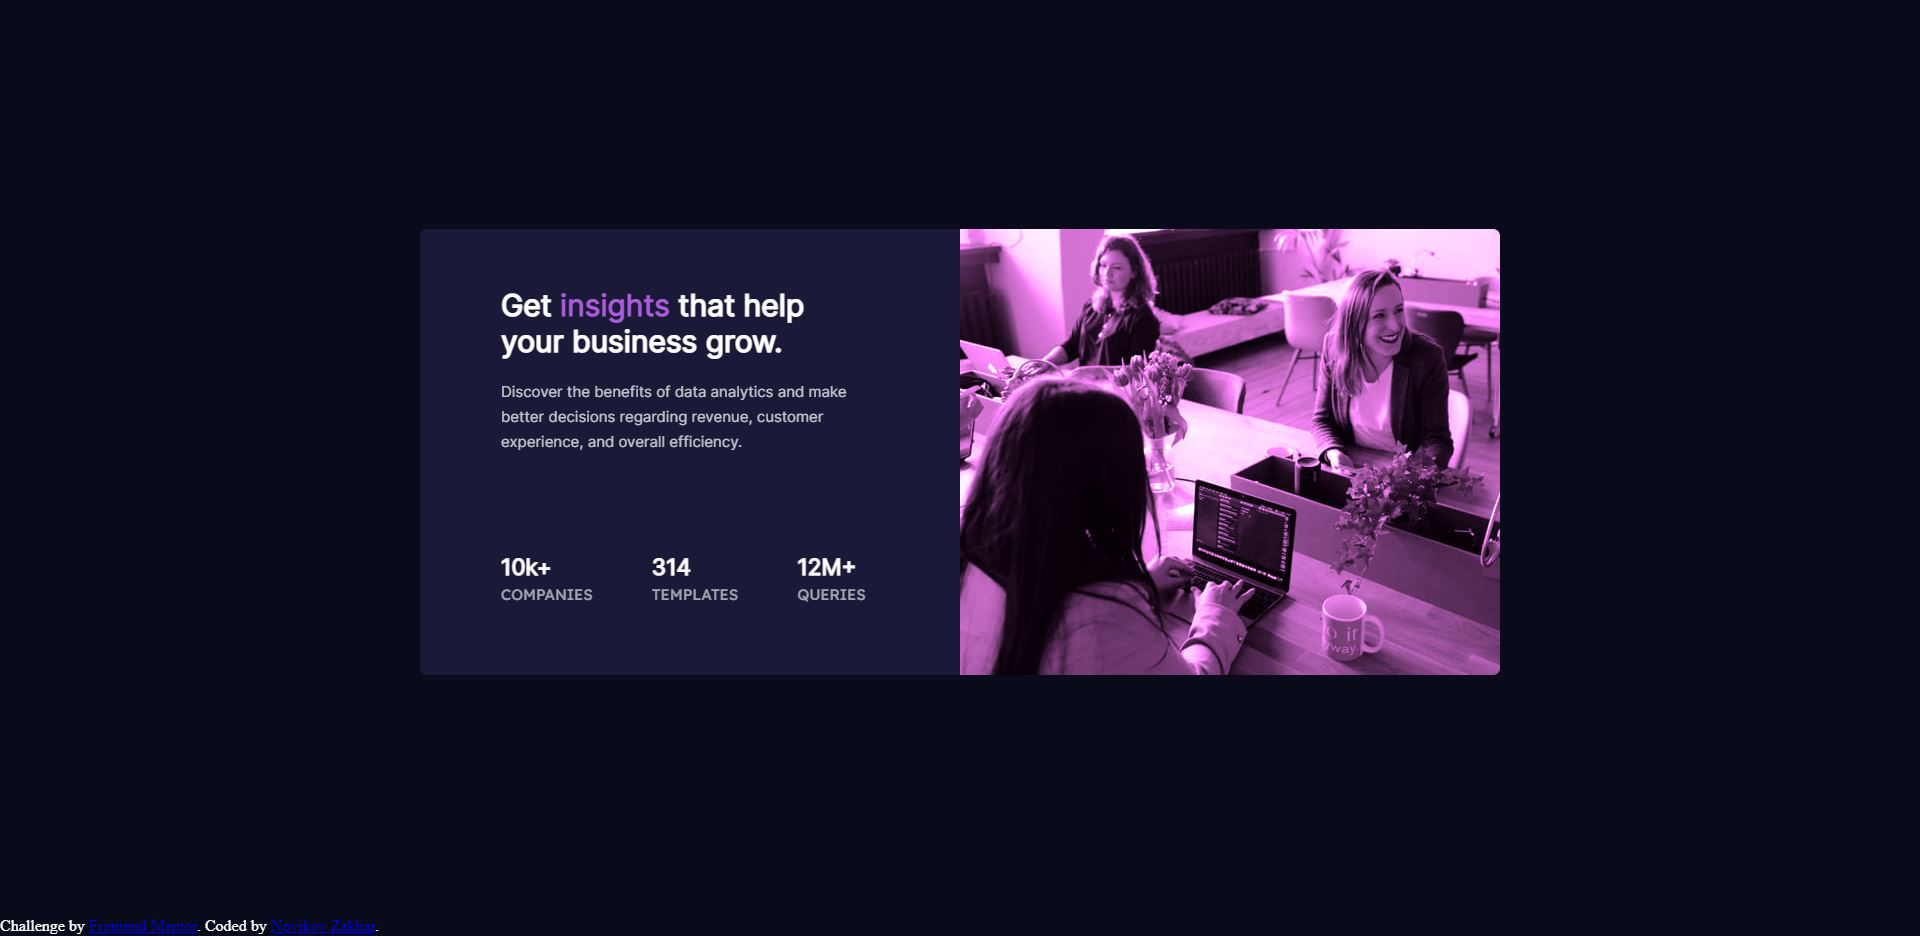 Get insights that help
your business grow.
Discover the benefits of data analytics and make
better decisions regarding revenue, customer
experience, and overall efficiency.
10k+ 314 12M+
COMPANIES TEMPLATES QUERIES
Challenge by Frontend Mentor. Coded by Novikov Zakhar.